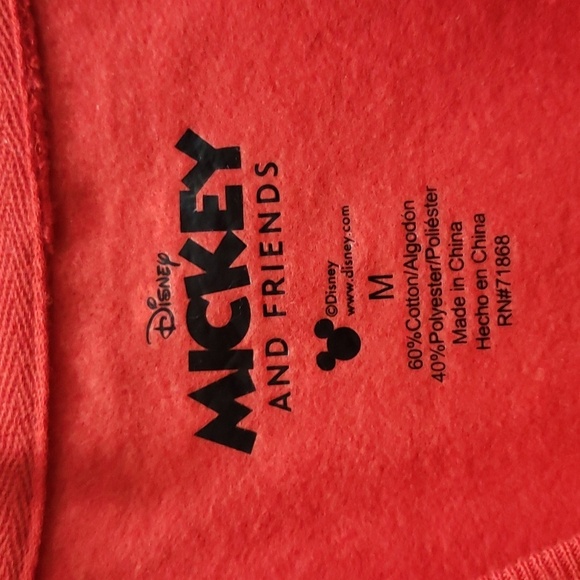 Disney
MICKEY
AND FRIENDS
©Disney
www.disney.com
M
60%Cotton/Algodón
40%Polyester/Poliéster
Made in China
Hecho en China
RN#71868